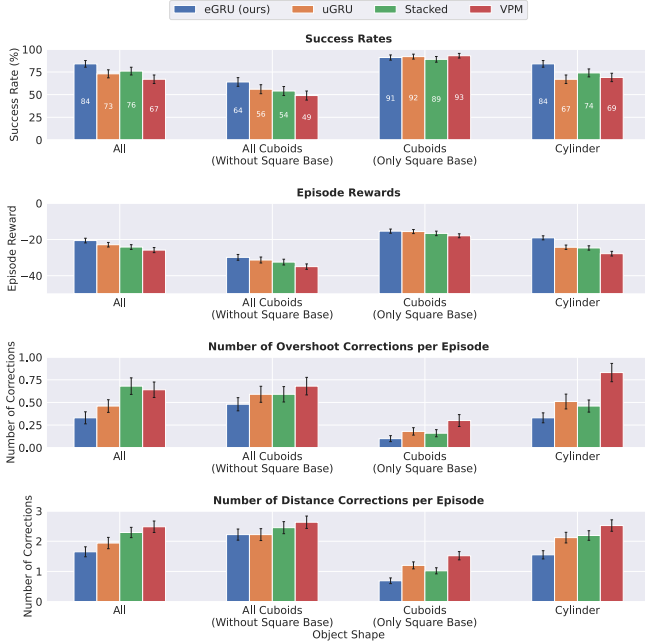 eGRU (ours) uGRU Stacked VPM
Success Rates
Success Rate (%)
100
75
50
25
0
84 73 76 67 64 56 54 49 91 92 89 93 84 67 74 69
All All Cuboids Cuboids Cylinder
(Without Square Base) (Only Square Base)
Episode Rewards
Episode Reward
0
−20
−40
All All Cuboids Cuboids Cylinder
(Without Square Base) (Only Square Base)
Number of Overshoot Corrections per Episode
Number of Corrections
1.00
0.75
0.50
0.25
0.00
All All Cuboids Cuboids Cylinder
(Without Square Base) (Only Square Base)
Number of Distance Corrections per Episode
Number of Corrections
3
2
1
0
All All Cuboids Cuboids Cylinder
(Without Square Base) (Only Square Base)
Object Shape